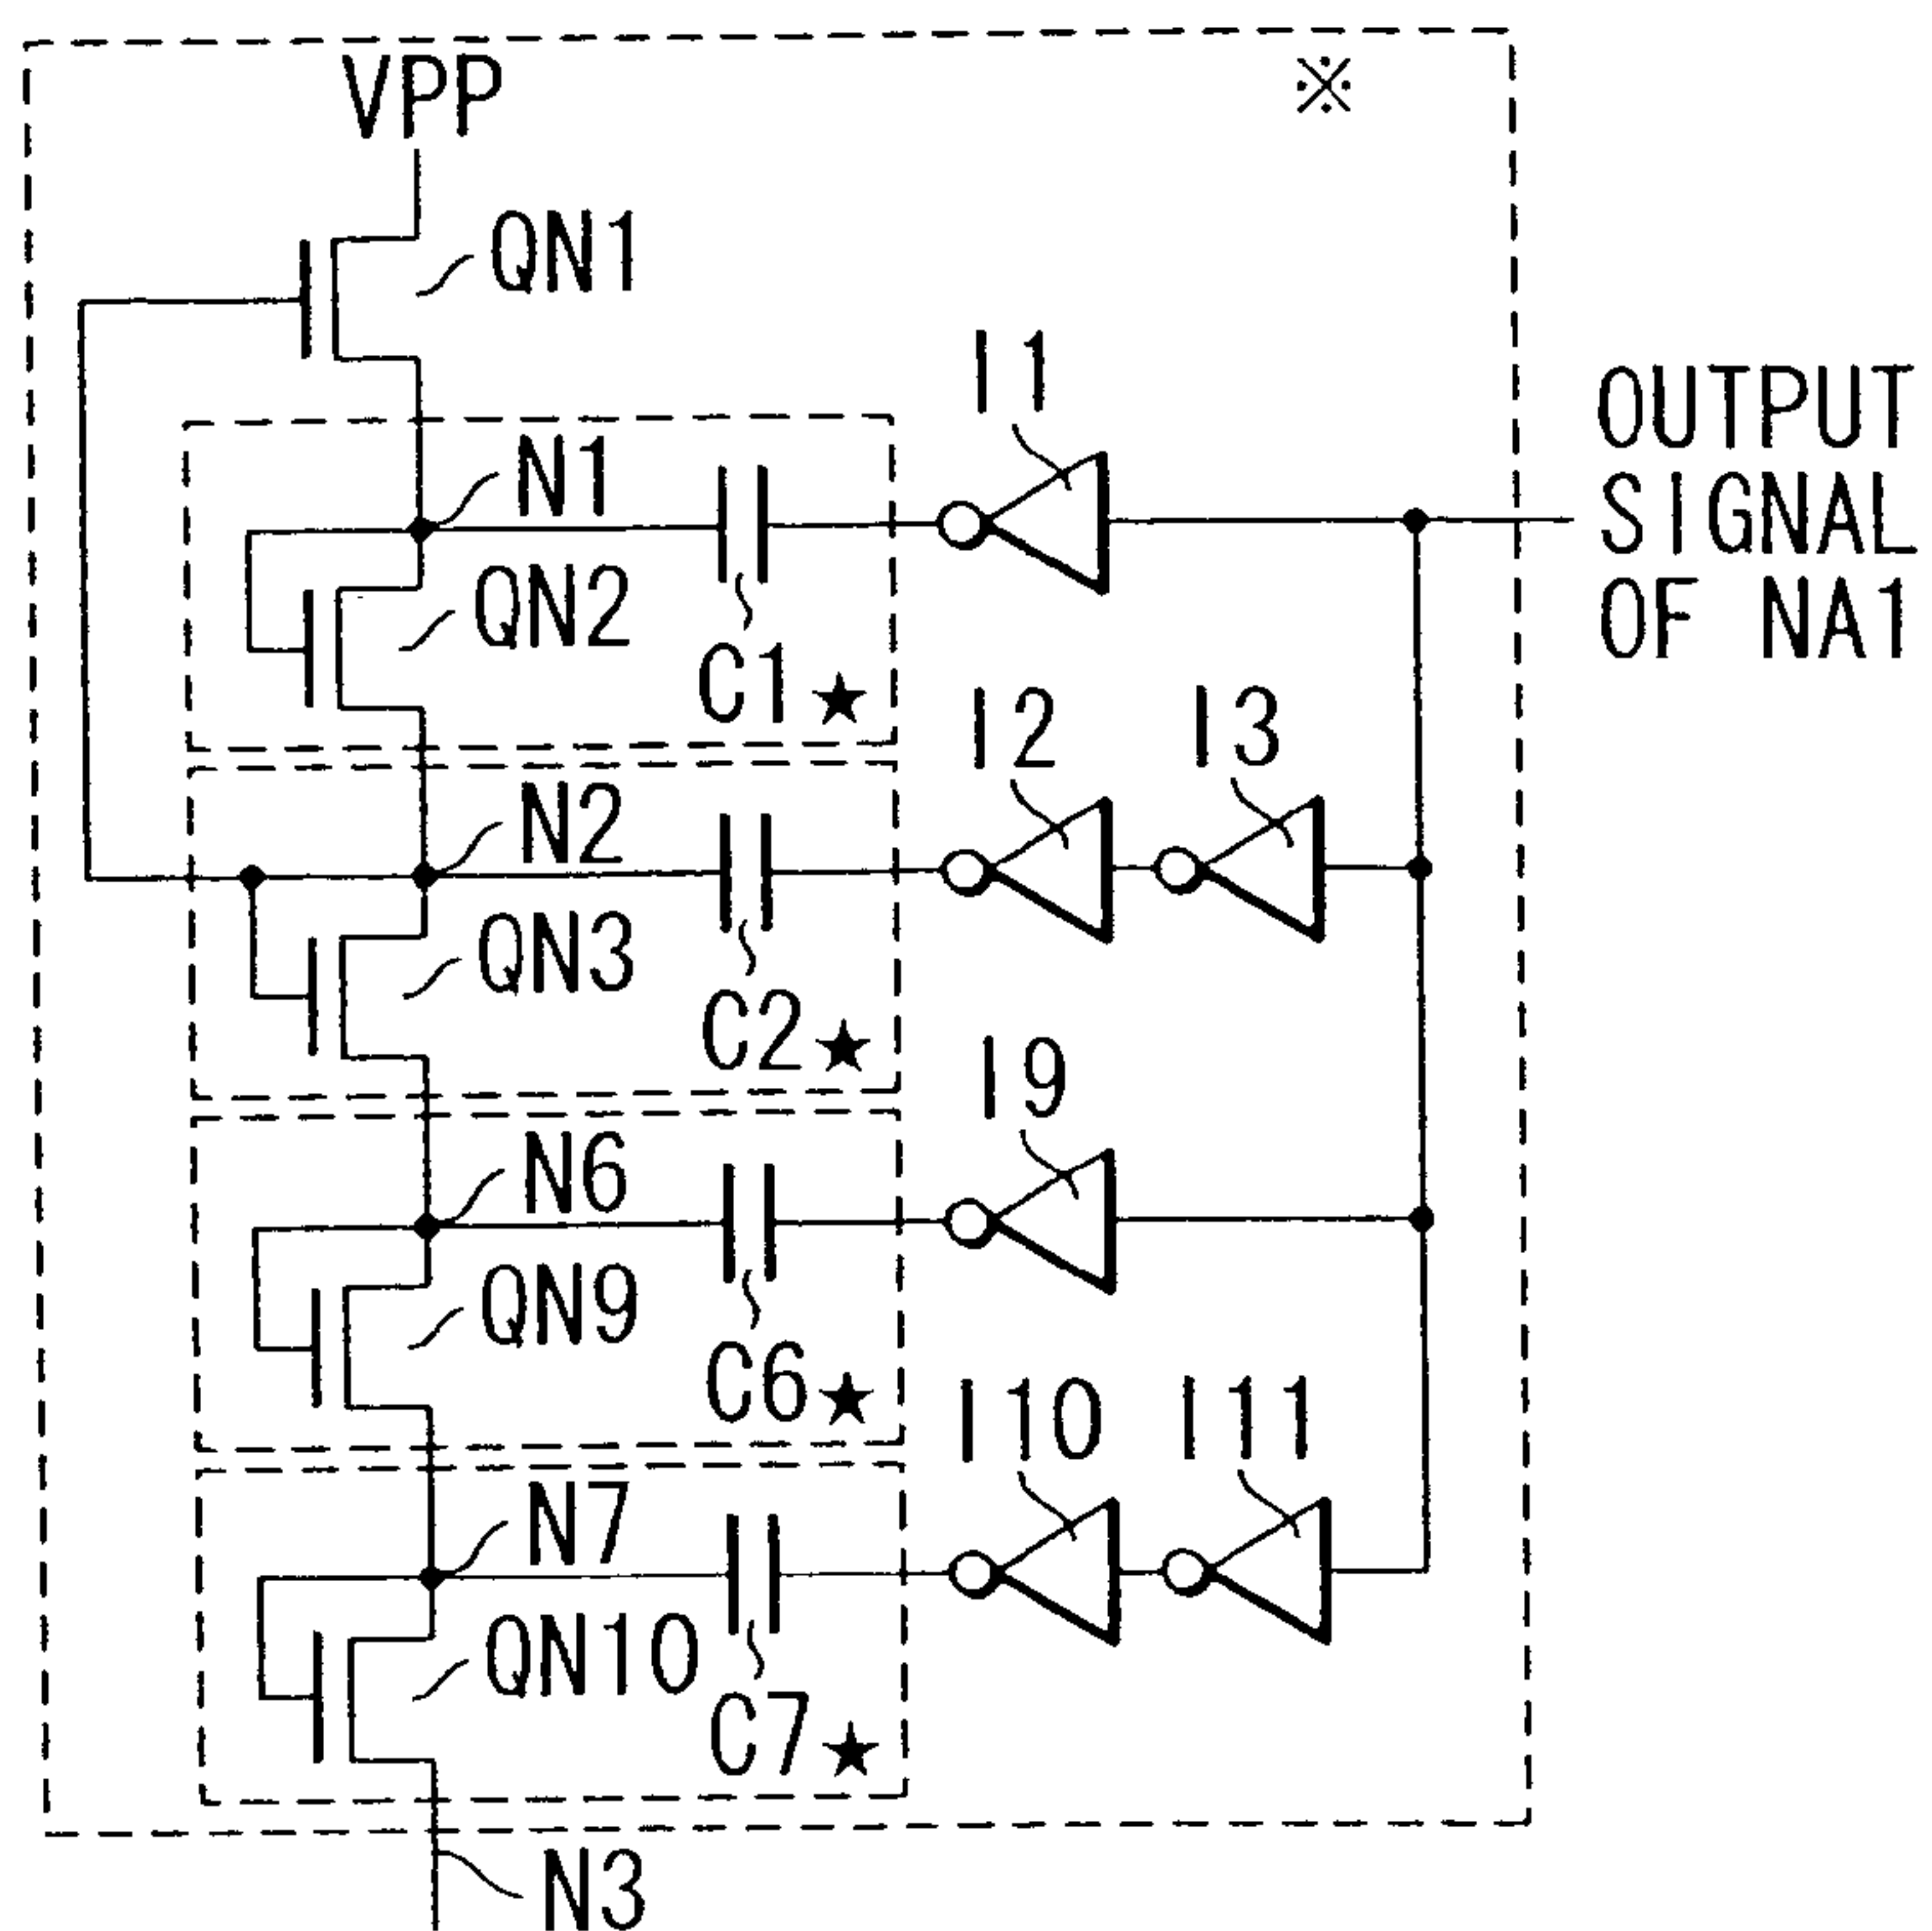 VPP
※
QN1
I1
OUTPUT
SIGNAL
OF NA1
N1
QN2
C1★
I2
I3
N2
QN3
C2★
I9
N6
QN9
C6★
I10
I11
N7
QN10
C7★
N3